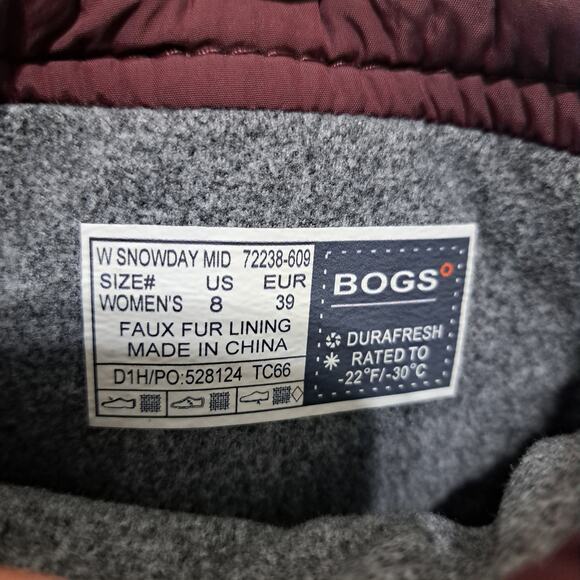 W SNOWDAY MID 72238-609
SIZE# US EUR
WOMEN'S 8 39
FAUX FUR LINING
MADE IN CHINA
D1H/PO:528124 TC66
BOGS
DURAFRESH
RATED TO
-22°F/-30°C